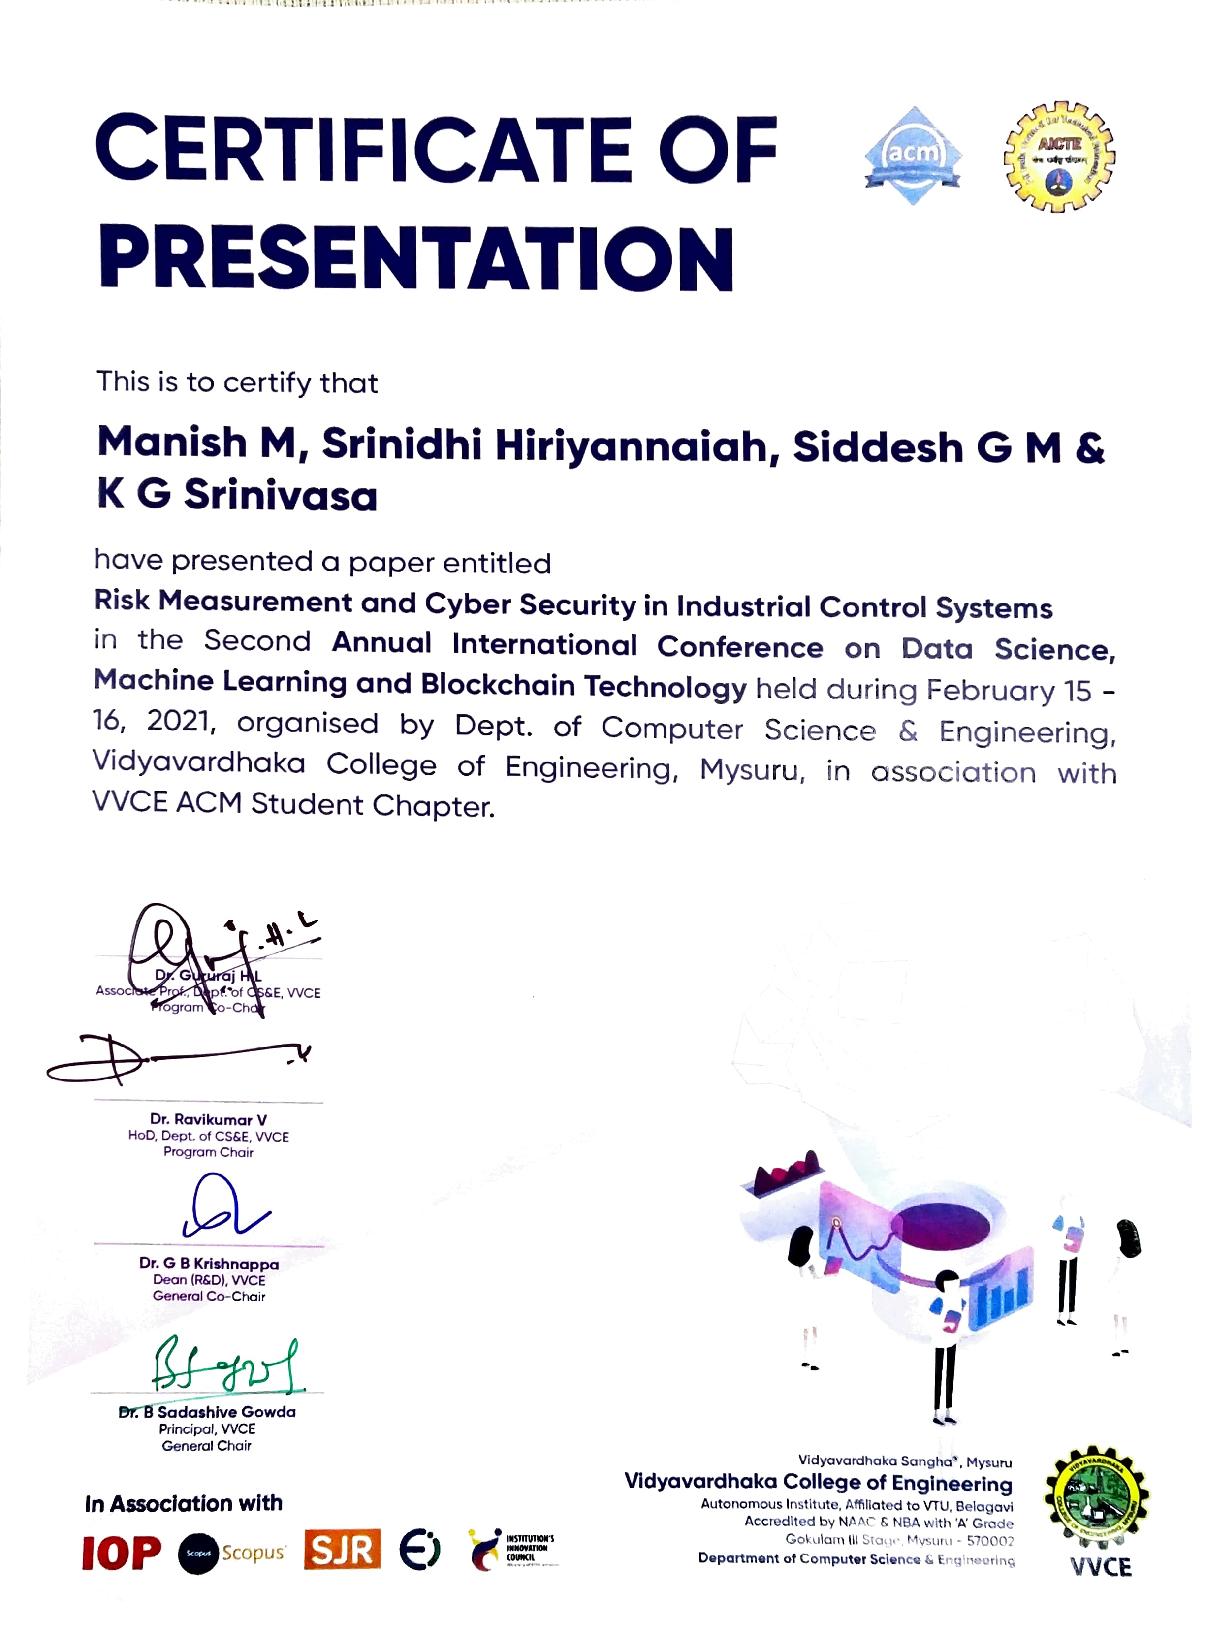 CERTIFICATE OF
PRESENTATION
acm
AICTE
This is to certify that
Manish M, Srinidhi Hiriyannaiah, Siddesh G M &
K G Srinivasa
have presented a paper entitled
Risk Measurement and Cyber Security in Industrial Control Systems
in the Second Annual International Conference on Data Science,
Machine Learning and Blockchain Technology held during February 15 -
16, 2021, organised by Dept. of Computer Science & Engineering,
Vidyavardhaka College of Engineering, Mysuru, in association with
VVCE ACM Student Chapter.
Dr. Gururaj H L
Associate Prof., Dept. of CS&E, VVCE
Program Co-Chair
Dr. Ravikumar V
HoD, Dept. of CS&E, VVCE
Program Chair
Dr. G B Krishnappa
Dean (R&D), VVCE
General Co-Chair
Dr. B Sadashive Gowda
Principal, VVCE
General Chair
In Association with
IOP
Scopus Scopus
SJR
INSTITUTION'S
INNOVATION
COUNCIL
Vidyavardhaka Sangha®, Mysuru
Vidyavardhaka College of Engineering
Autonomous Institute, Affiliated to VTU, Belagavi
Accredited by NAAC & NBA with 'A' Grade
Gokulam III Stage, Mysuru - 570002
Department of Computer Science & Engineering
VIDYAVARDHAKA
COLLEGE OF ENGINEERING, MYSURU
VVCE